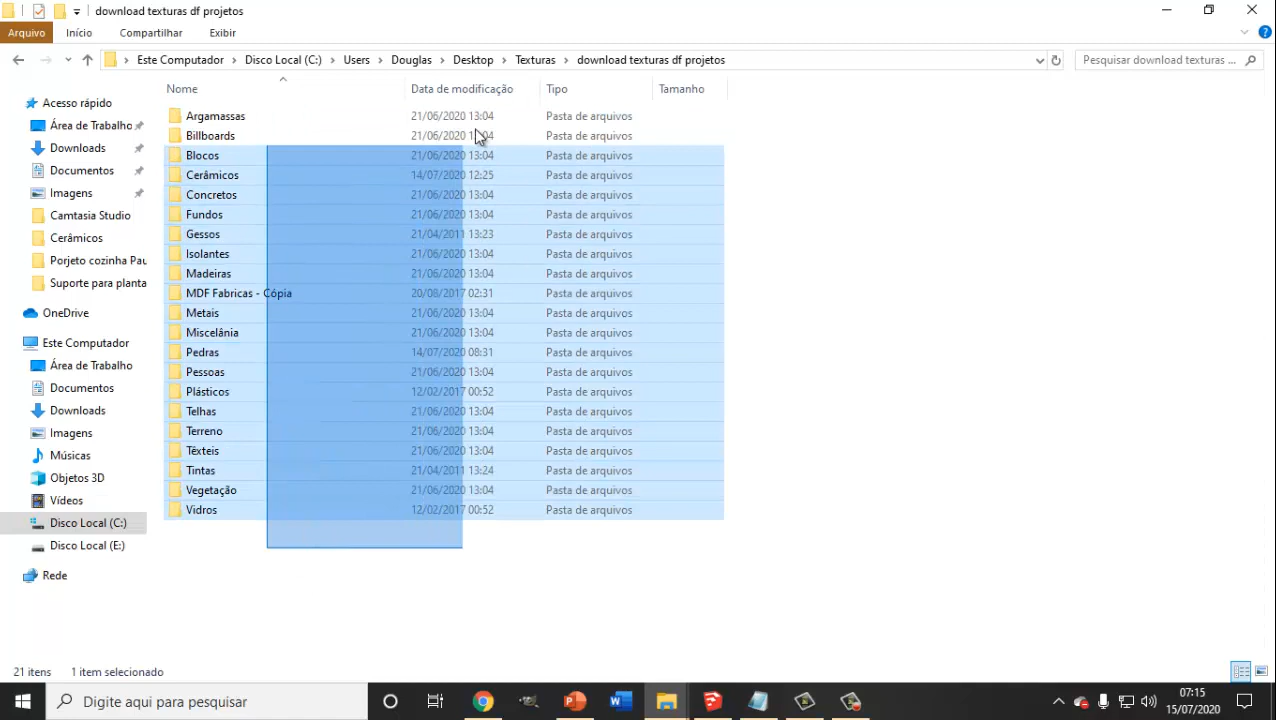 download texturas df projetos
Arquivo Início Compartilhar Exibir
Este Computador Disco Local (C:) Users Douglas Desktop Texturas download texturas df projetos
Pesquisar download texturas ...
Nome Data de modificação Tipo Tamanho
Acesso rápido
Área de Trabalho
Downloads
Documentos
Imagens
Camtasia Studio
Cerâmicos
Porjeto cozinha Pau
Suporte para planta
OneDrive
Este Computador
Área de Trabalho
Documentos
Downloads
Imagens
Músicas
Objetos 3D
Vídeos
Disco Local (C:)
Disco Local (E:)
Rede
Argamassas 21/06/2020 13:04 Pasta de arquivos
Billboards 21/06/2020 13:04 Pasta de arquivos
Blocos 21/06/2020 13:04 Pasta de arquivos
Cerâmicos 14/07/2020 12:25 Pasta de arquivos
Concretos 21/06/2020 13:04 Pasta de arquivos
Fundos 21/06/2020 13:04 Pasta de arquivos
Gessos 21/04/2011 13:23 Pasta de arquivos
Isolantes 21/06/2020 13:04 Pasta de arquivos
Madeiras 21/06/2020 13:04 Pasta de arquivos
MDF Fabricas - Cópia 20/08/2017 02:31 Pasta de arquivos
Metais 21/06/2020 13:04 Pasta de arquivos
Miscelânia 21/06/2020 13:04 Pasta de arquivos
Pedras 14/07/2020 08:31 Pasta de arquivos
Pessoas 21/06/2020 13:04 Pasta de arquivos
Plásticos 12/02/2017 00:52 Pasta de arquivos
Telhas 21/06/2020 13:04 Pasta de arquivos
Terreno 21/06/2020 13:04 Pasta de arquivos
Têxteis 21/06/2020 13:04 Pasta de arquivos
Tintas 21/04/2011 13:24 Pasta de arquivos
Vegetação 21/06/2020 13:04 Pasta de arquivos
Vidros 12/02/2017 00:52 Pasta de arquivos
21 itens 1 item selecionado
Digite aqui para pesquisar
07:15
15/07/2020